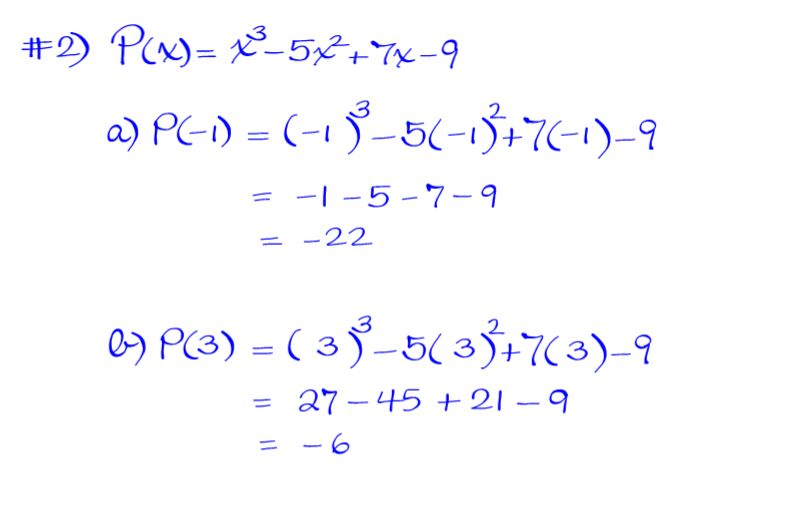 #2) P(x) = x³ - 5x² + 7x - 9
a) P(-1) = (-1)³ - 5(-1)² + 7(-1) - 9
= -1 - 5 - 7 - 9
= -22
b) P(3) = (3)³ - 5(3)² + 7(3) - 9
= 27 - 45 + 21 - 9
= -6